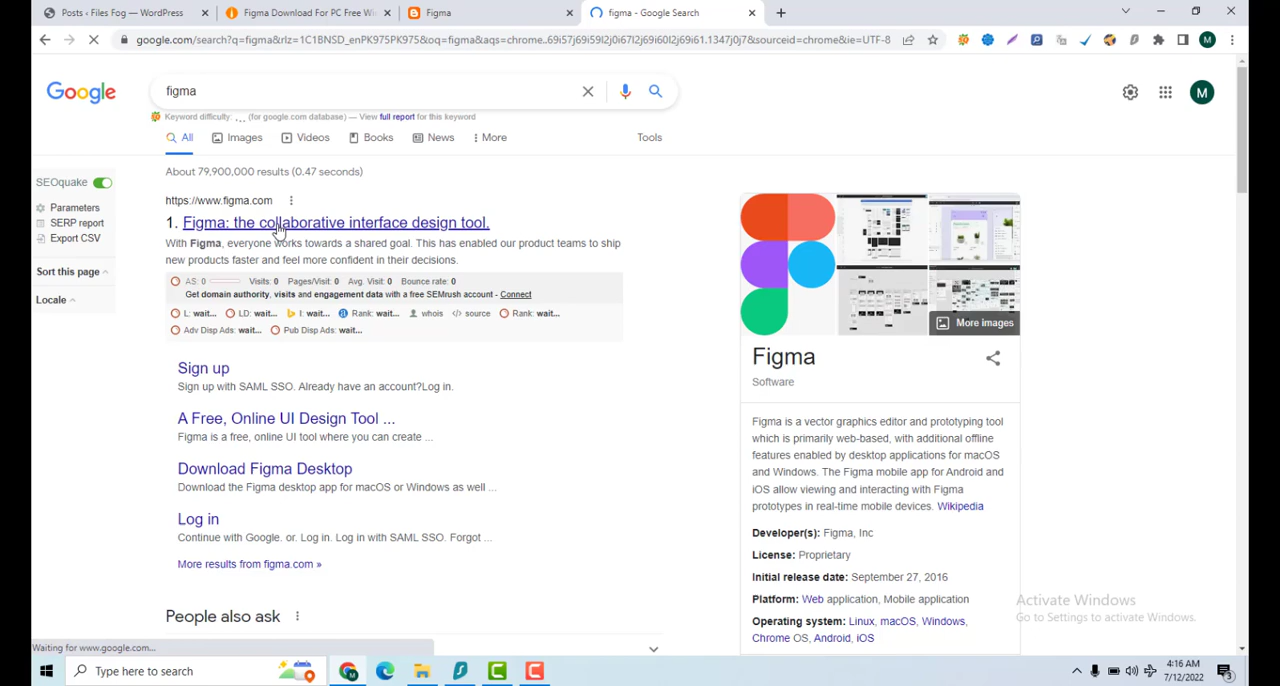 Posts ‹ Files Fog — WordPress
Figma Download For PC Free Wi
Figma
figma - Google Search
google.com/search?q=figma&rlz=1C1BNSD_enPK975PK975&oq=figma&aqs=chrome..69i57j69i59l2j0i67l2j69i60l2j69i61.1347j0j7&sourceid=chrome&ie=UTF-8
M
Google
figma
M
Keyword difficulty: ... (for google.com database) — View full report for this keyword
All
Images
Videos
Books
News
More
Tools
About 79,900,000 results (0.47 seconds)
SEOquake
Parameters
SERP report
Export CSV
Sort this page
Locale
https://www.figma.com
1. Figma: the collaborative interface design tool.
With Figma, everyone works towards a shared goal. This has enabled our product teams to ship
new products faster and feel more confident in their decisions.
AS: 0 Visits: 0 Pages/Visit: 0 Avg. Visit: 0 Bounce rate: 0
Get domain authority, visits and engagement data with a free SEMrush account - Connect
L: wait... LD: wait... I: wait... Rank: wait... whois source Rank: wait...
Adv Disp Ads: wait... Pub Disp Ads: wait...
Sign up
Sign up with SAML SSO. Already have an account?Log in.
A Free, Online UI Design Tool ...
Figma is a free, online UI tool where you can create ...
Download Figma Desktop
Download the Figma desktop app for macOS or Windows as well ...
Log in
Continue with Google. or. Log in. Log in with SAML SSO. Forgot ...
More results from figma.com »
People also ask
More images
Figma
Software
Figma is a vector graphics editor and prototyping tool
which is primarily web-based, with additional offline
features enabled by desktop applications for macOS
and Windows. The Figma mobile app for Android and
iOS allow viewing and interacting with Figma
prototypes in real-time mobile devices. Wikipedia
Developer(s): Figma, Inc
License: Proprietary
Initial release date: September 27, 2016
Platform: Web application, Mobile application
Operating system: Linux, macOS, Windows,
Chrome OS, Android, iOS
Activate Windows
Go to Settings to activate Windows.
Waiting for www.google.com...
Type here to search
4:16 AM
7/12/2022
3